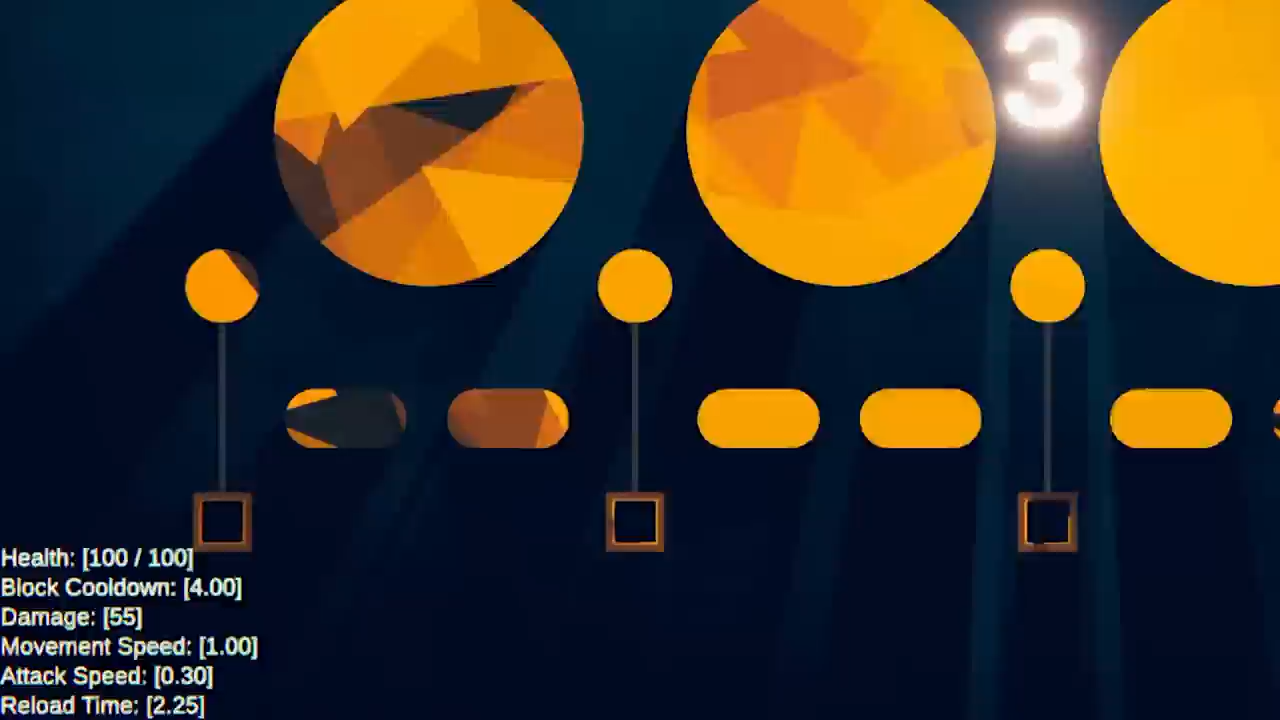 3
Health: [100 / 100]
Block Cooldown: [4.00]
Damage: [55]
Movement Speed: [1.00]
Attack Speed: [0.30]
Reload Time: [2.25]